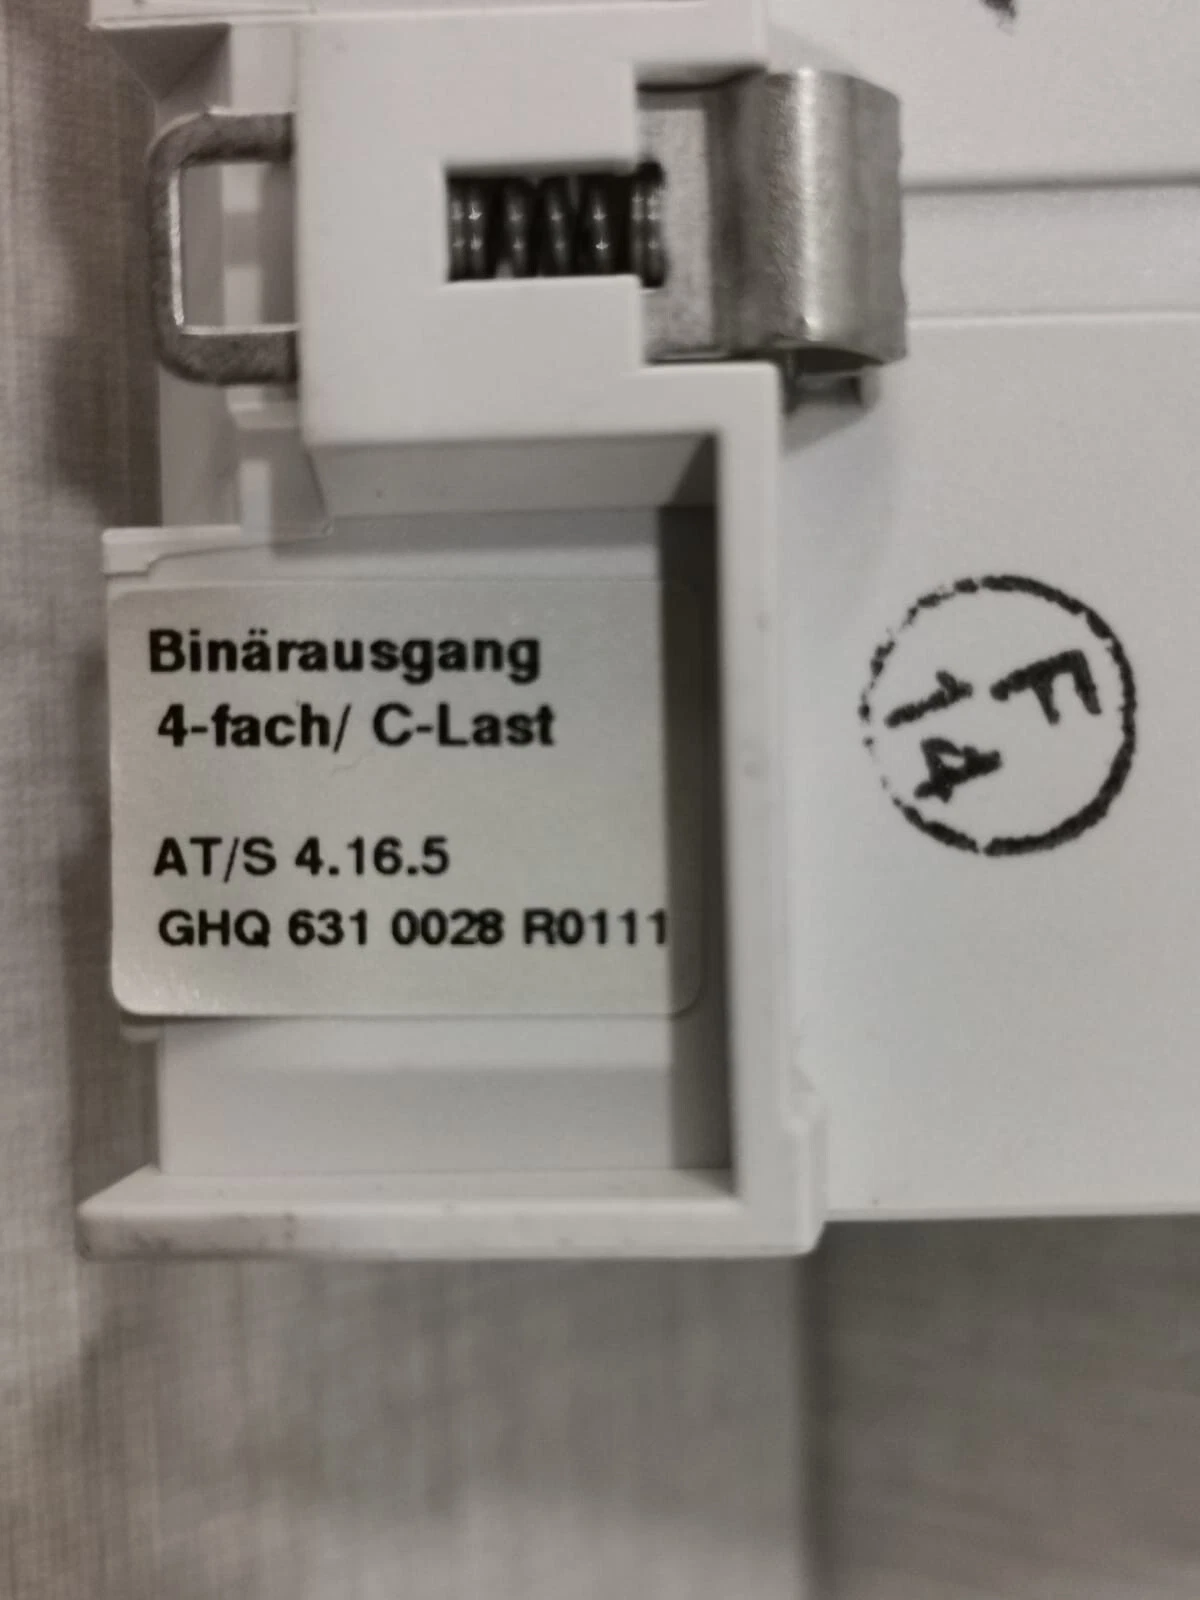 Binärausgang
4-fach/ C-Last
AT/S 4.16.5
GHQ 631 0028 R0111
F
14